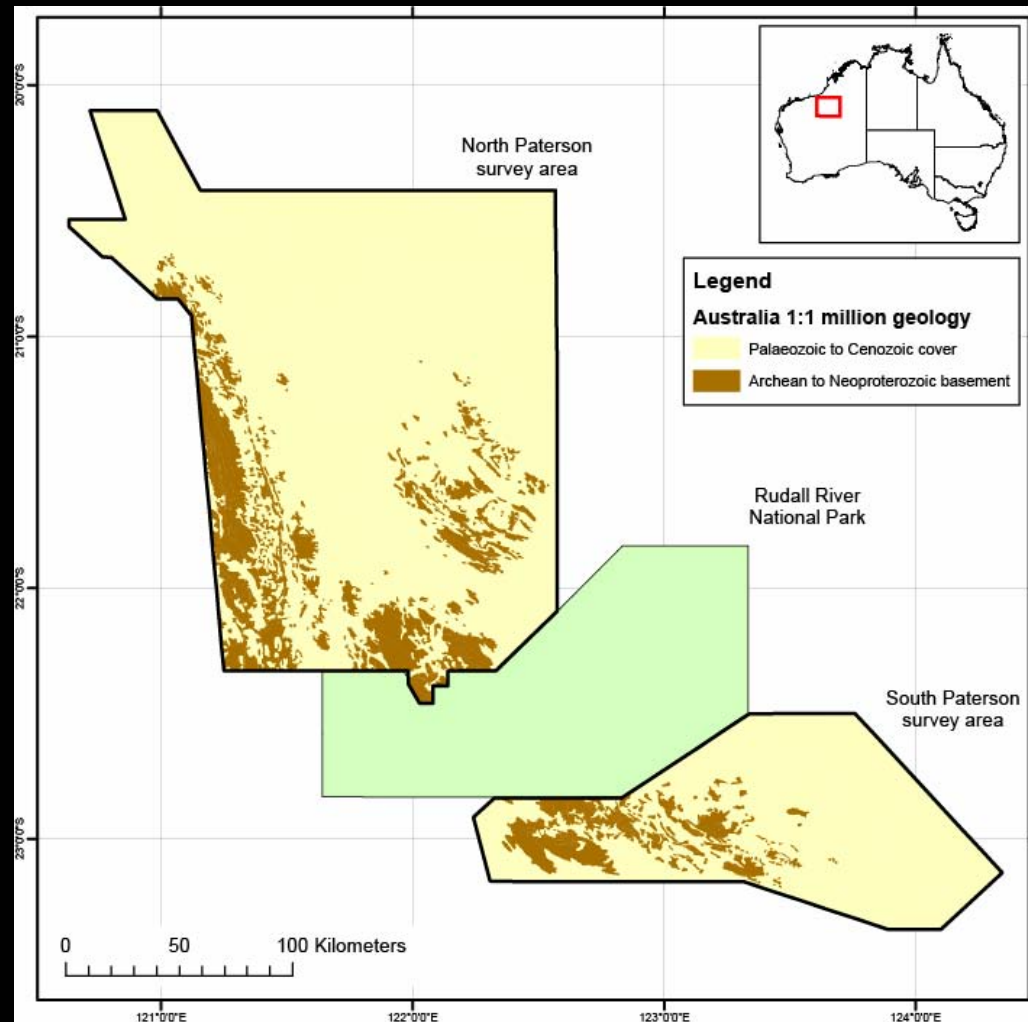 20°0'0"S
North Paterson
survey area
Legend
Australia 1:1 million geology
Palaeozoic to Cenozoic cover
Archean to Neoproterozoic basement
21°0'0"S
Rudall River
National Park
22°0'0"S
South Paterson
survey area
23°0'0"S
0 50 100 Kilometers
121°0'0"E 122°0'0"E 123°0'0"E 124°0'0"E